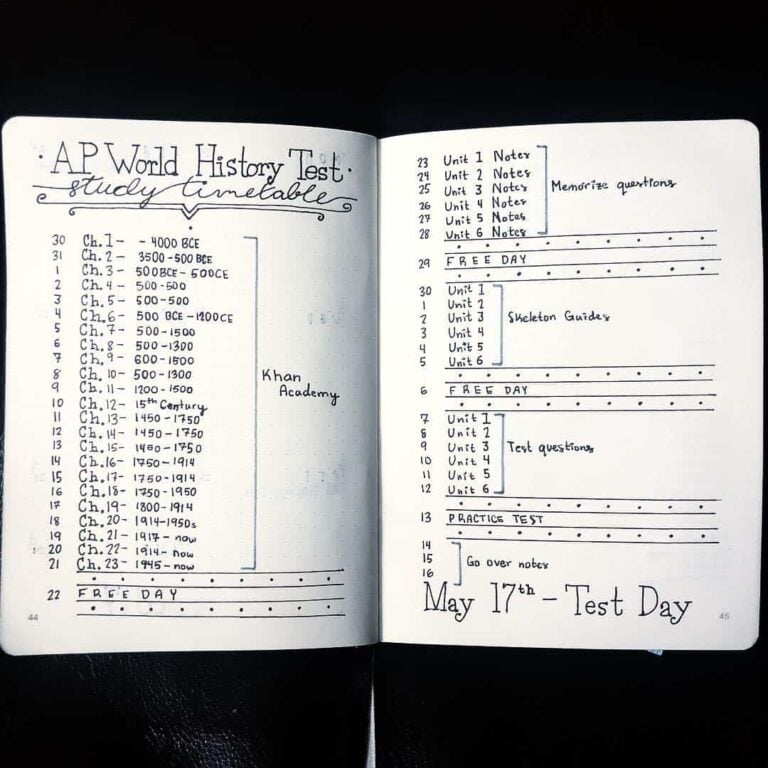 · AP World History Test ·
study timetable
30 Ch. 1 - - 4000 BCE
31 Ch. 2 - 3500 - 500 BCE
1 Ch. 3 - 500 BCE - 500CE
2 Ch. 4 - 500 - 500
3 Ch. 5 - 500 - 500
4 Ch. 6 - 500 BCE - 1200CE
5 Ch. 7 - 500 - 1500
6 Ch. 8 - 500 - 1300
7 Ch. 9 - 600 - 1500
8 Ch. 10 - 500 - 1300
9 Ch. 11 - 1200 - 1500
10 Ch. 12 - 15th Century
11 Ch. 13 - 1450 - 1750
12 Ch. 14 - 1450 - 1750
13 Ch. 15 - 1450 - 1750
14 Ch. 16 - 1750 - 1914
15 Ch. 17 - 1750 - 1914
16 Ch. 18 - 1750 - 1950
17 Ch. 19 - 1800 - 1914
18 Ch. 20 - 1914 - 1950s
19 Ch. 21 - 1917 - now
20 Ch. 22 - 1914 - now
21 Ch. 23 - 1945 - now
Khan
Academy
22 FREE DAY
44
23 Unit 1 Notes
24 Unit 2 Notes
25 Unit 3 Notes
26 Unit 4 Notes
27 Unit 5 Notes
28 Unit 6 Notes
Memorize questions
29 FREE DAY
30 Unit 1
1 Unit 2
2 Unit 3
3 Unit 4
4 Unit 5
5 Unit 6
Skeleton Guides
6 FREE DAY
7 Unit 1
8 Unit 2
9 Unit 3
10 Unit 4
11 Unit 5
12 Unit 6
Test questions
13 PRACTICE TEST
14
15
16
Go over notes
May 17th - Test Day
45